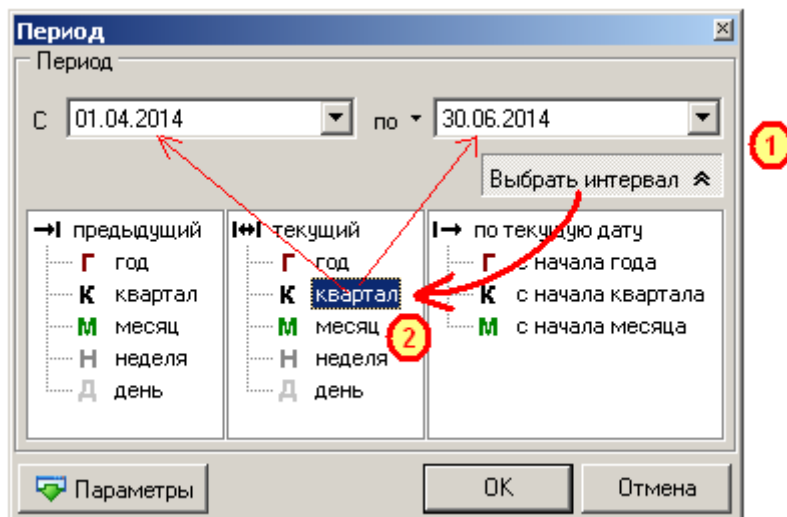 Период
Период
С 01.04.2014 по 30.06.2014
1
Выбрать интервал
предыдущий текущий по текущую дату
Г год Г год Г с начала года
К квартал К квартал К с начала квартала
М месяц М месяц М с начала месяца
2
Н неделя Н неделя
Д день Д день
Параметры OK Отмена